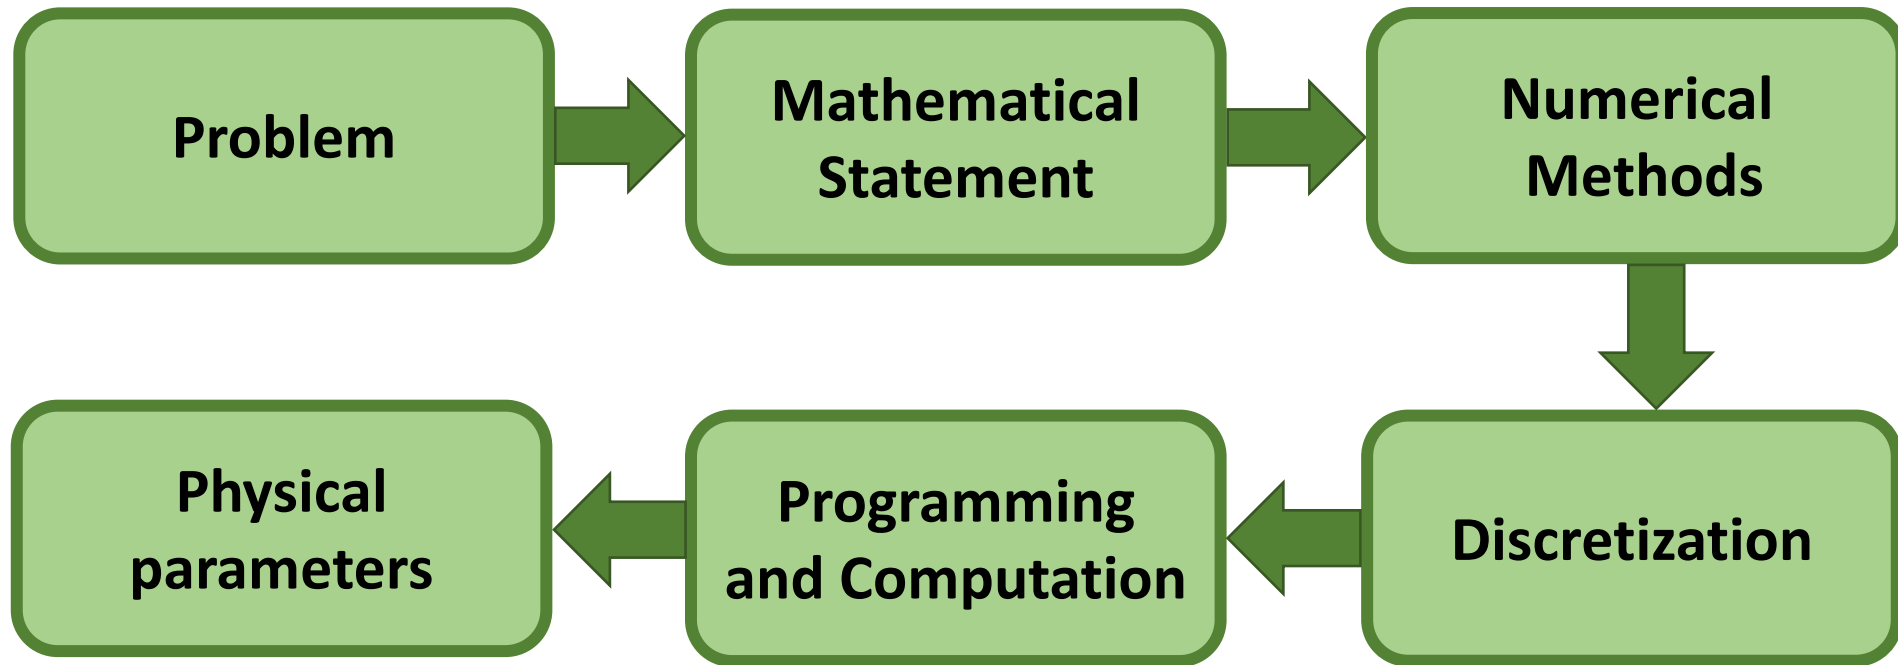 Problem
Mathematical
Statement
Numerical
Methods
Physical
parameters
Programming
and Computation
Discretization